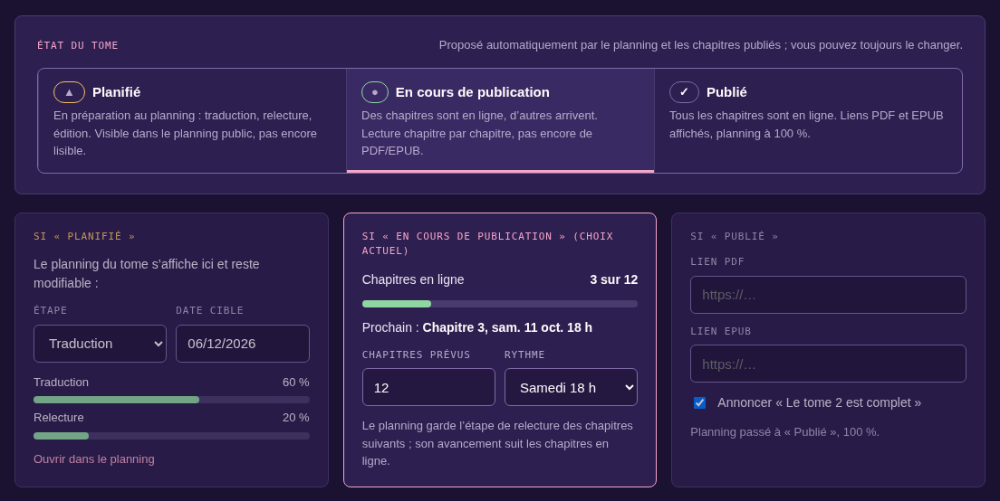 ÉTAT DU TOME
Proposé automatiquement par le planning et les chapitres publiés ; vous pouvez toujours le changer.
▲ Planifié
En préparation au planning : traduction, relecture,
édition. Visible dans le planning public, pas encore
lisible.
● En cours de publication
Des chapitres sont en ligne, d’autres arrivent.
Lecture chapitre par chapitre, pas encore de
PDF/EPUB.
✓ Publié
Tous les chapitres sont en ligne. Liens PDF et EPUB
affichés, planning à 100 %.
SI « PLANIFIÉ »
Le planning du tome s’affiche ici et reste
modifiable :
ÉTAPE
DATE CIBLE
Traduction
06/12/2026
Traduction 60 %
Relecture 20 %
Ouvrir dans le planning
SI « EN COURS DE PUBLICATION » (CHOIX
ACTUEL)
Chapitres en ligne 3 sur 12
Prochain : Chapitre 3, sam. 11 oct. 18 h
CHAPITRES PRÉVUS
RYTHME
12
Samedi 18 h
Le planning garde l’étape de relecture des chapitres
suivants ; son avancement suit les chapitres en
ligne.
SI « PUBLIÉ »
LIEN PDF
https://…
LIEN EPUB
https://…
Annoncer « Le tome 2 est complet »
Planning passé à « Publié », 100 %.